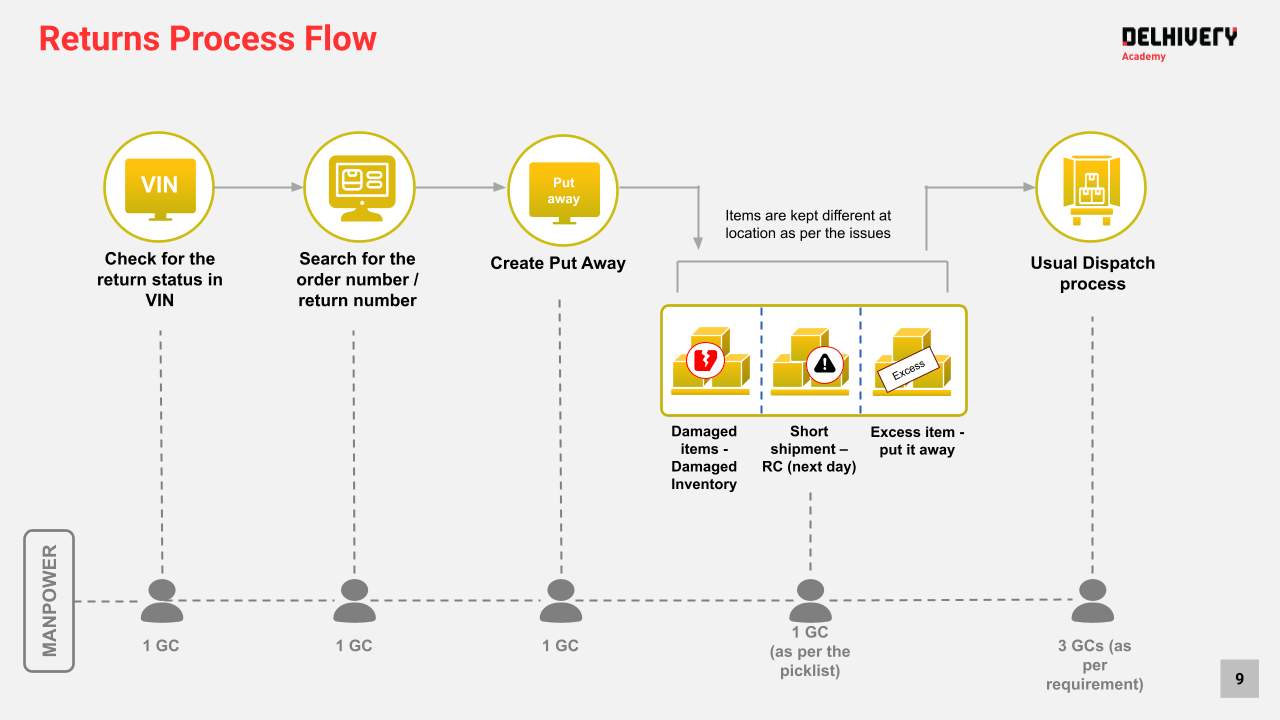 Returns Process Flow
DELHIVERY
Academy
VIN
Put
away
Items are kept different at
location as per the issues
Check for the
return status in
VIN
Search for the
order number /
return number
Create Put Away
Usual Dispatch
process
Excess
Damaged
items -
Damaged
Inventory
Short
shipment –
RC (next day)
Excess item -
put it away
MANPOWER
1 GC
1 GC
1 GC
1 GC
(as per the
picklist)
3 GCs (as
per
requirement)
9